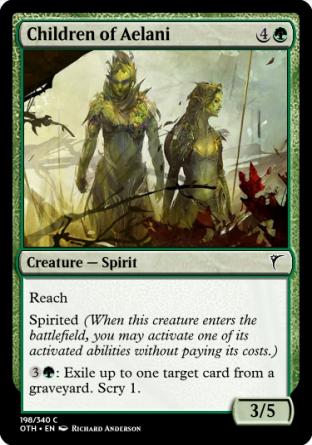 Children of Aelani 4
Creature — Spirit
Reach
Spirited (When this creature enters the
battlefield, you may activate one of its
activated abilities without paying its costs.)
3 : Exile up to one target card from a
graveyard. Scry 1.
198/340 C
OTH • EN Richard Anderson
3/5